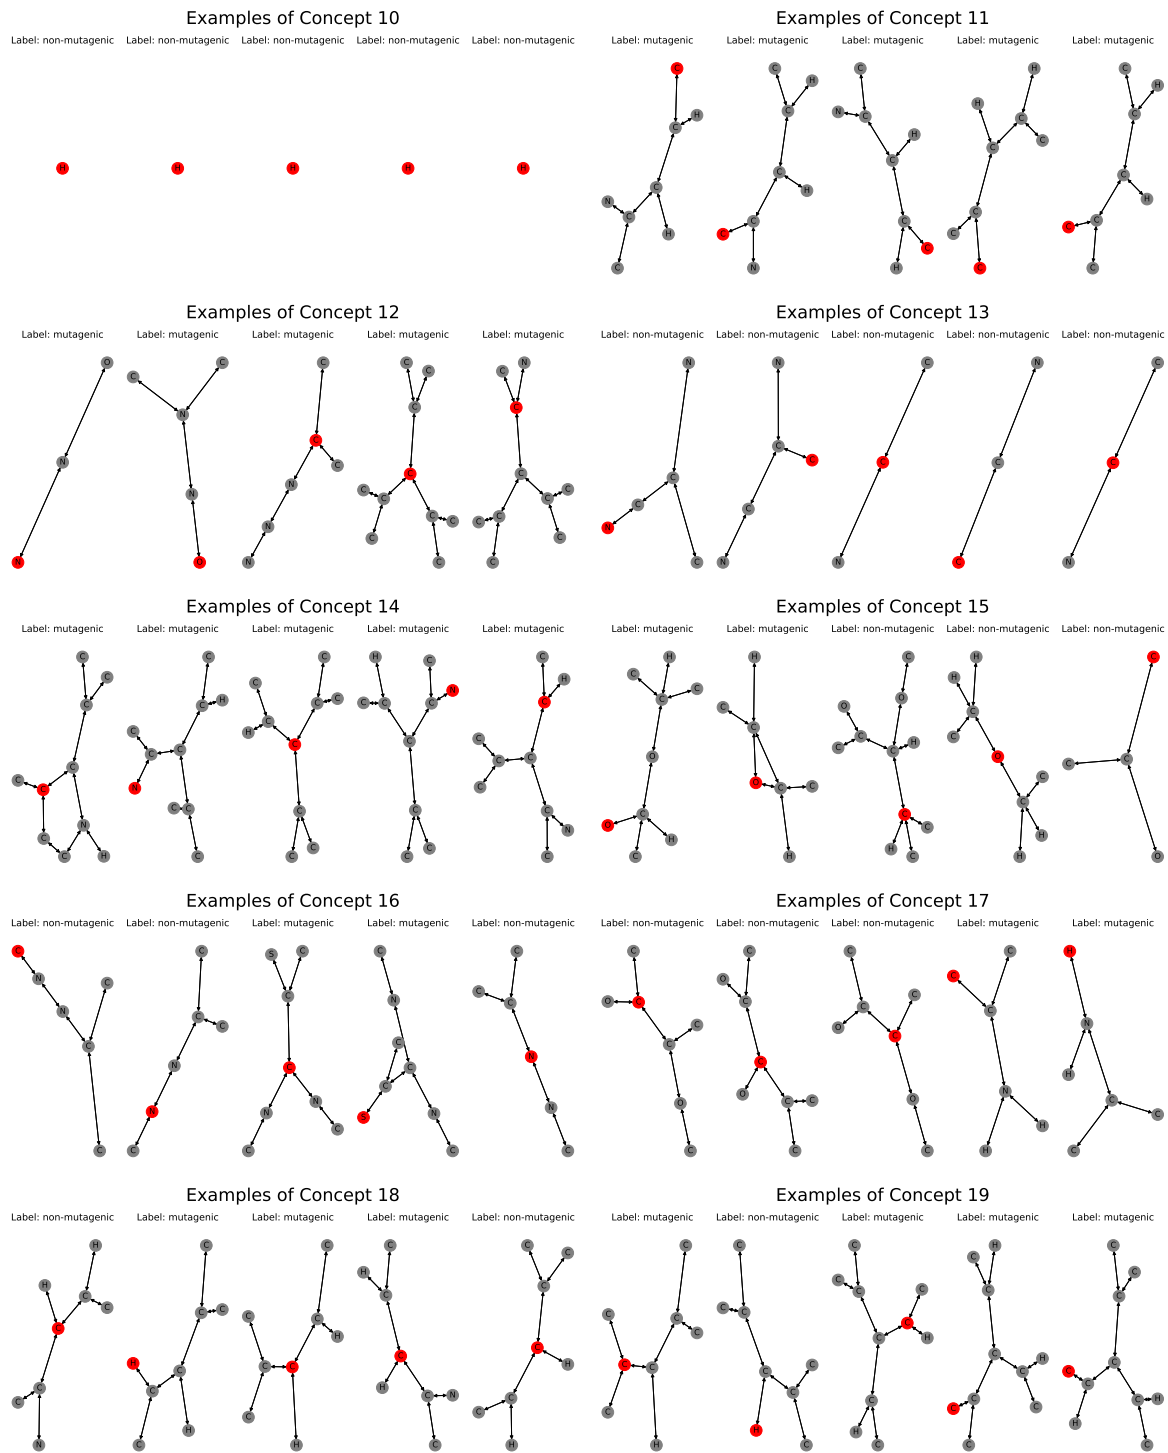 Examples of Concept 10
Label: non-mutagenic Label: non-mutagenic Label: non-mutagenic Label: non-mutagenic Label: non-mutagenic
H H H H H
Examples of Concept 11
Label: mutagenic Label: mutagenic Label: mutagenic Label: mutagenic Label: mutagenic
C C H C C C
C H H N C H C H C
C C H C C H
N C H C H C C C H
C C N H C C C C C
Examples of Concept 12
Label: mutagenic Label: mutagenic Label: mutagenic Label: mutagenic Label: mutagenic
O C C C C C C N
N N C C C C C
N N O N N N C C C C C C C C C C C C C C
Examples of Concept 13
Label: non-mutagenic Label: non-mutagenic Label: non-mutagenic Label: non-mutagenic Label: non-mutagenic
N N C N C
C C C C C C C
N C C N N C N
Examples of Concept 14
Label: mutagenic Label: mutagenic Label: mutagenic Label: mutagenic Label: mutagenic
C C C H C C
C C C H C C C C C N C H
C C C C N C C H C C C C C C
C C N C C C C C C N
C H C C C C C C
Examples of Concept 15
Label: mutagenic Label: mutagenic Label: non-mutagenic Label: non-mutagenic Label: non-mutagenic
H H C H C
C C C C C O O H C C
O O C C C C C H O C C
O C H C C C C C H
C H H C H O
Examples of Concept 16
Label: non-mutagenic Label: non-mutagenic Label: mutagenic Label: mutagenic Label: non-mutagenic
C C S C C C
N C C C C N C C
N C N C C C C N
N N N S N N
C C C C C C
Examples of Concept 17
Label: mutagenic Label: mutagenic Label: non-mutagenic Label: mutagenic Label: mutagenic
C C C H
O C O C C C C C N
C C C O C H
O O C C O N H C C
C C C H C
Examples of Concept 18
Label: non-mutagenic Label: mutagenic Label: mutagenic Label: mutagenic Label: non-mutagenic
H C C C C C
H C C C C C H H C C
C H C C C H C C H
C C C C H C H C N C C
N C H H C H
Examples of Concept 19
Label: mutagenic Label: non-mutagenic Label: mutagenic Label: mutagenic Label: mutagenic
C C C H C
C C C C C C C C C C C C
C C C C C H C C H C C C
C H C C H C C C C H C H
H C C C C